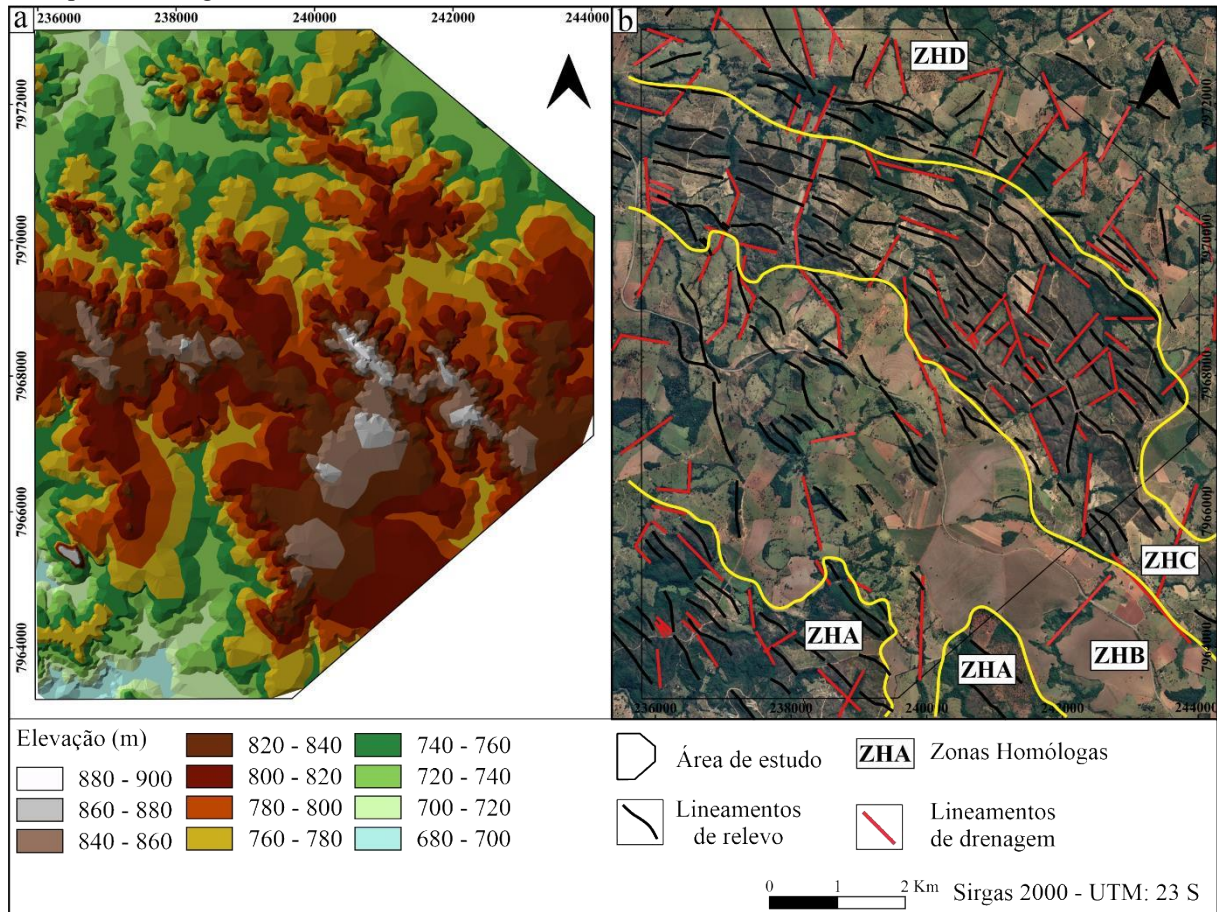 a
236000 238000 240000 242000 244000
7972000
7970000
7968000
7966000
7964000
b
ZHD
7972000
7970000
7968000
7966000
ZHC
ZHA
ZHA
ZHB
236000 238000 240000 244000
Elevação (m)
880 - 900
860 - 880
840 - 860
820 - 840
800 - 820
780 - 800
760 - 780
740 - 760
720 - 740
700 - 720
680 - 700
Área de estudo
ZHA Zonas Homólogas
Lineamentos
de relevo
Lineamentos
de drenagem
0 1 2 Km Sirgas 2000 - UTM: 23 S